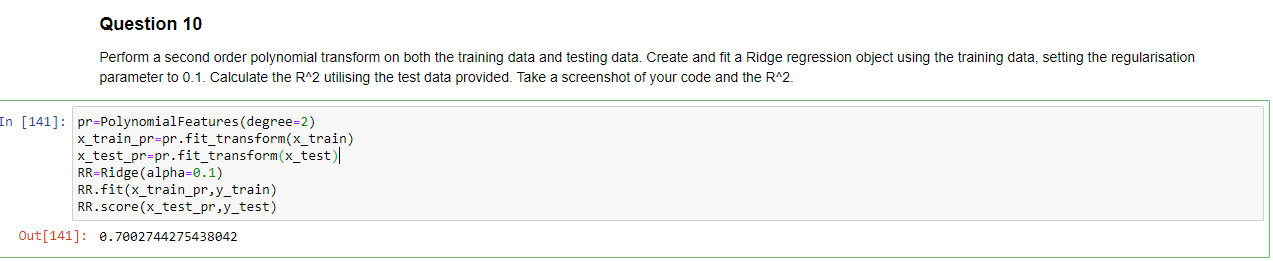 Question 10
Perform a second order polynomial transform on both the training data and testing data. Create and fit a Ridge regression object using the training data, setting the regularisation
parameter to 0.1. Calculate the R^2 utilising the test data provided. Take a screenshot of your code and the R^2.
In [141]: pr=PolynomialFeatures(degree=2)
x_train_pr=pr.fit_transform(x_train)
x_test_pr=pr.fit_transform(x_test)
RR=Ridge(alpha=0.1)
RR.fit(x_train_pr,y_train)
RR.score(x_test_pr,y_test)
Out[141]: 0.7002744275438042